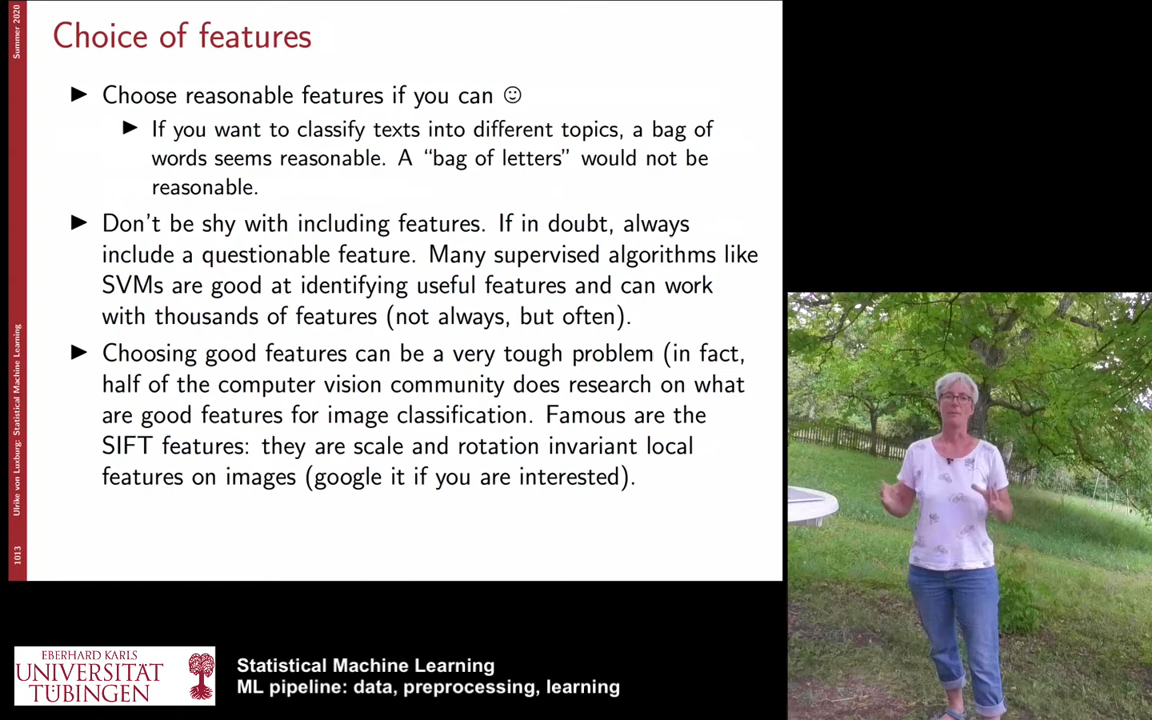 Summer 2020
Ulrike von Luxburg: Statistical Machine Learning
1013
Choice of features
▶ Choose reasonable features if you can ☺
▶ If you want to classify texts into different topics, a bag of
words seems reasonable. A “bag of letters” would not be
reasonable.
▶ Don't be shy with including features. If in doubt, always
include a questionable feature. Many supervised algorithms like
SVMs are good at identifying useful features and can work
with thousands of features (not always, but often).
▶ Choosing good features can be a very tough problem (in fact,
half of the computer vision community does research on what
are good features for image classification. Famous are the
SIFT features: they are scale and rotation invariant local
features on images (google it if you are interested).
EBERHARD KARLS
UNIVERSITÄT
TÜBINGEN
Statistical Machine Learning
ML pipeline: data, preprocessing, learning